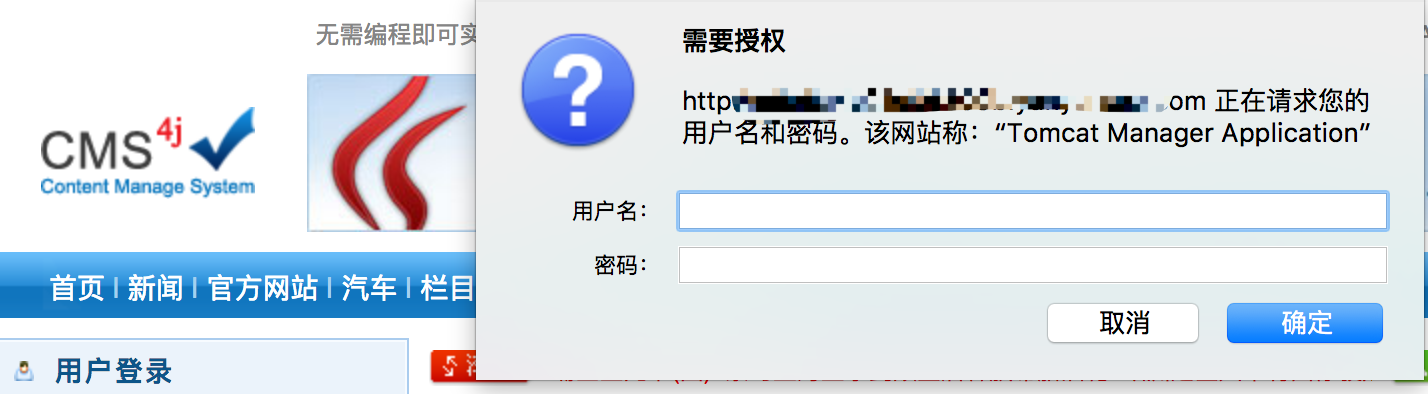 无需编程即可实
CMS4j
Content Manage System
首页 新闻 官方网站 汽车 栏目
用户登录
需要授权
http om 正在请求您的
用户名和密码。该网站称：“Tomcat Manager Application”
用户名：
密码：
取消 确定